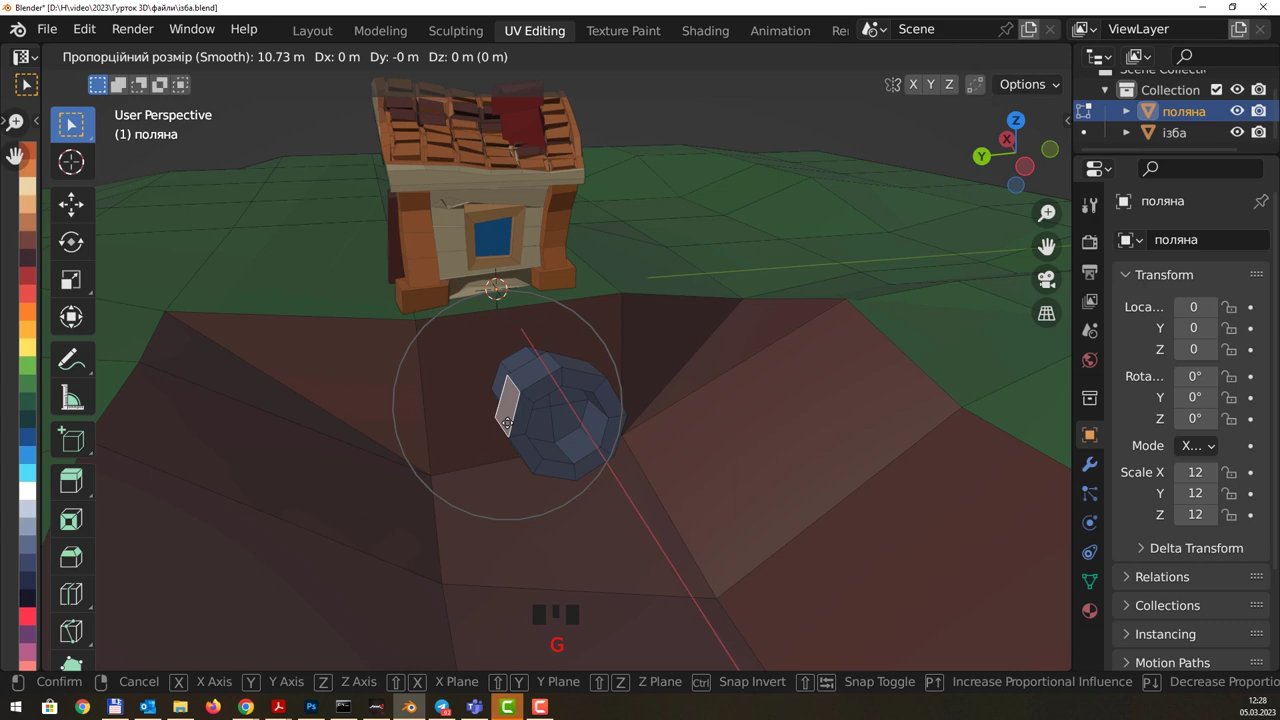 Blender* [D:\H\video\2023\Гурток 3D\файли\ізба.blend]
File Edit Render Window Help Layout Modeling Sculpting UV Editing Texture Paint Shading Animation Re Scene ViewLayer
Пропорційний розмір (Smooth): 10.73 m Dx: 0 m Dy: -0 m Dz: 0 m (0 m)
X Y Z Options
User Perspective
(1) поляна
Z
X
Y
Collection
поляна
ізба
поляна
поляна
Transform
Loca... 0
Y 0
Z 0
Rota... 0°
Y 0°
Z 0°
Mode X...
Scale X 12
Y 12
Z 12
Delta Transform
Relations
Collections
Instancing
Motion Paths
G
Confirm Cancel X X Axis Y Y Axis Z Z Axis X X Plane Y Y Plane Z Z Plane Ctrl Snap Invert Snap Toggle P↑ Increase Proportional Influence P↓ Decrease Proportio
12:28
05.03.2023